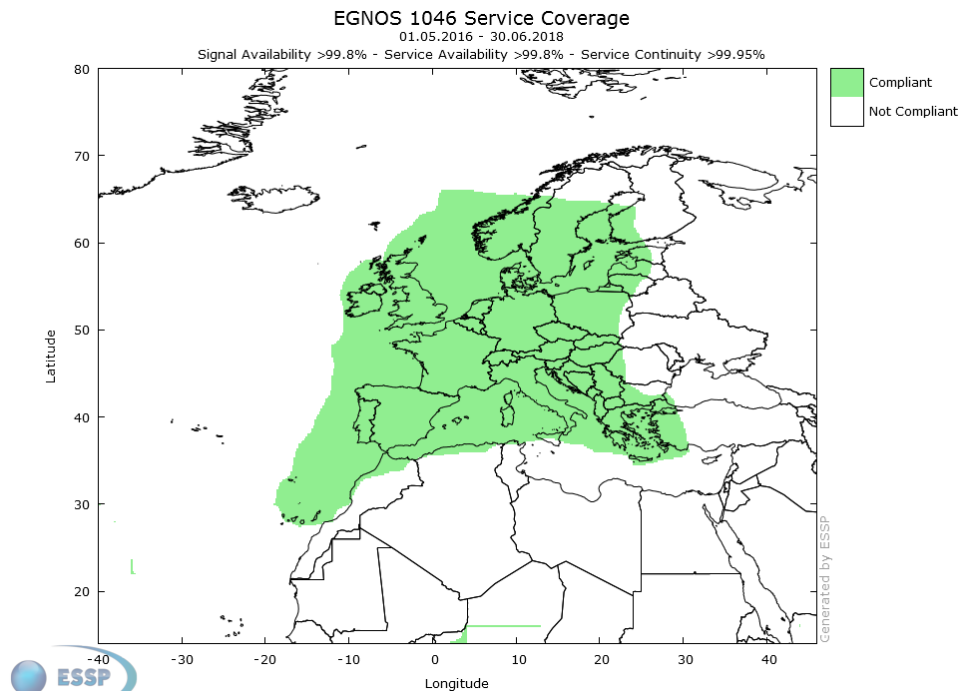 EGNOS 1046 Service Coverage
01.05.2016 - 30.06.2018
Signal Availability >99.8% - Service Availability >99.8% - Service Continuity >99.95%
Compliant
Not Compliant
80
70
60
50
40
30
20
Latitude
-40
-30
-20
-10
0
10
20
30
40
Longitude
Generated by ESSP
ESSP